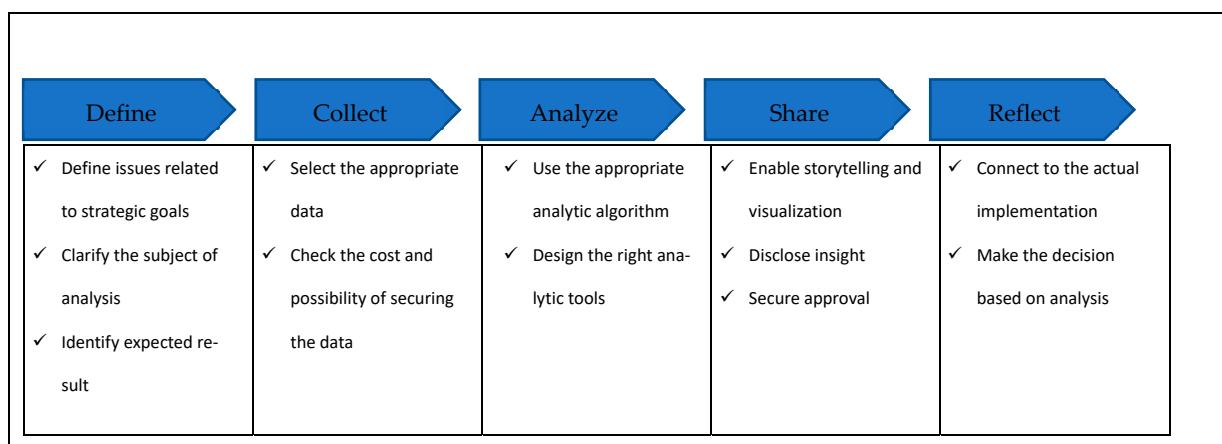 Define
Collect
Analyze
Share
Reflect
✓ Define issues related
to strategic goals
✓ Clarify the subject of
analysis
✓ Identify expected re-
sult
✓ Select the appropriate
data
✓ Check the cost and
possibility of securing
the data
✓ Use the appropriate
analytic algorithm
✓ Design the right ana-
lytic tools
✓ Enable storytelling and
visualization
✓ Disclose insight
✓ Secure approval
✓ Connect to the actual
implementation
✓ Make the decision
based on analysis